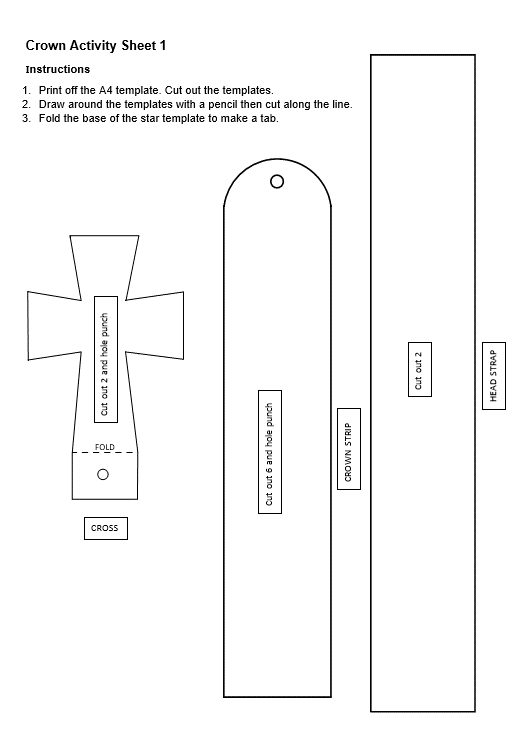 Crown Activity Sheet 1
Instructions
1. Print off the A4 template. Cut out the templates.
2. Draw around the templates with a pencil then cut along the line.
3. Fold the base of the star template to make a tab.
Cut out 2 and hole punch
FOLD
CROSS
Cut out 6 and hole punch
CROWN STRIP
Cut out 2
HEAD STRAP